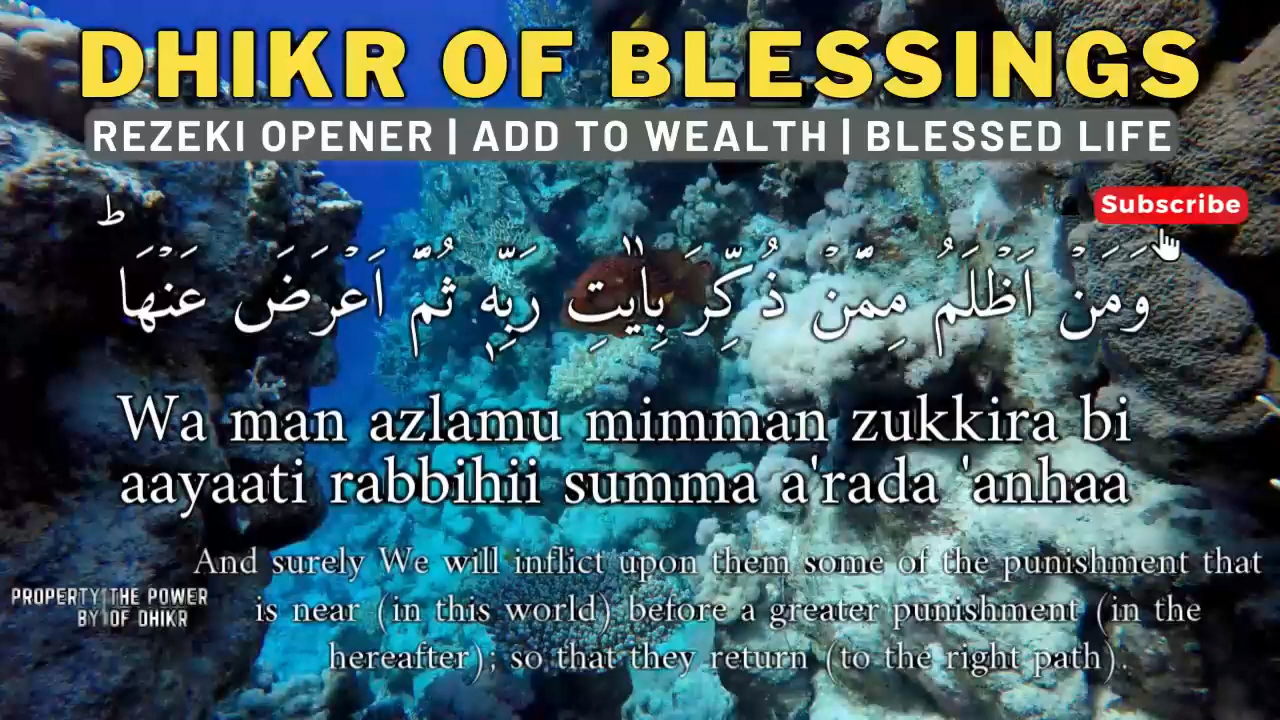 DHIKR OF BLESSINGS
REZEKI OPENER | ADD TO WEALTH | BLESSED LIFE
Subscribe
وَمَنۡ اَظۡلَمُ مِمَّنۡ ذُكِّرَ بِاٰيٰتِ رَبِّهٖ ثُمَّ اَعۡرَضَ عَنۡهَا ؕ
Wa man azlamu mimman zukkira bi
aayaati rabbihii summa a'rada 'anhaa
And surely We will inflict upon them some of the punishment that
is near (in this world) before a greater punishment (in the
hereafter); so that they return (to the right path).
PROPERTY BY | THE POWER OF DHIKR